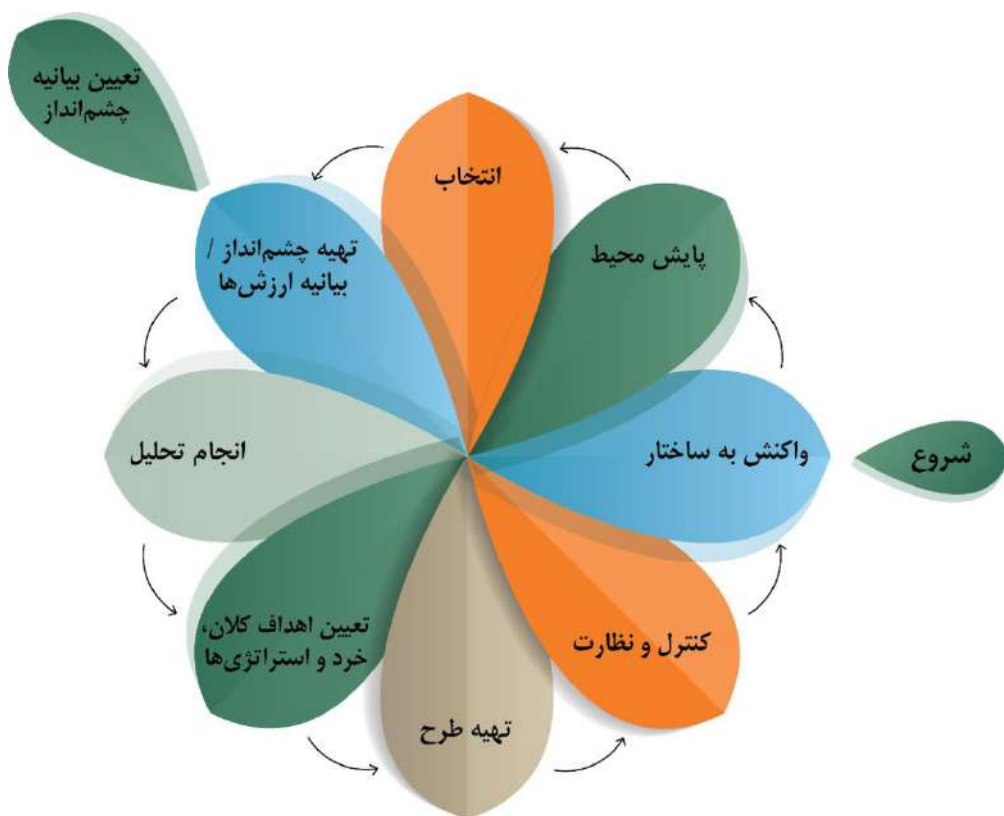 تعیین بیانیه
چشم‌انداز
انتخاب
تهیه چشم‌انداز /
بیانیه ارزش‌ها
پایش محیط
انجام تحلیل
واکنش به ساختار
شروع
تعیین اهداف کلان،
خرد و استراتژی‌ها
کنترل و نظارت
تهیه طرح